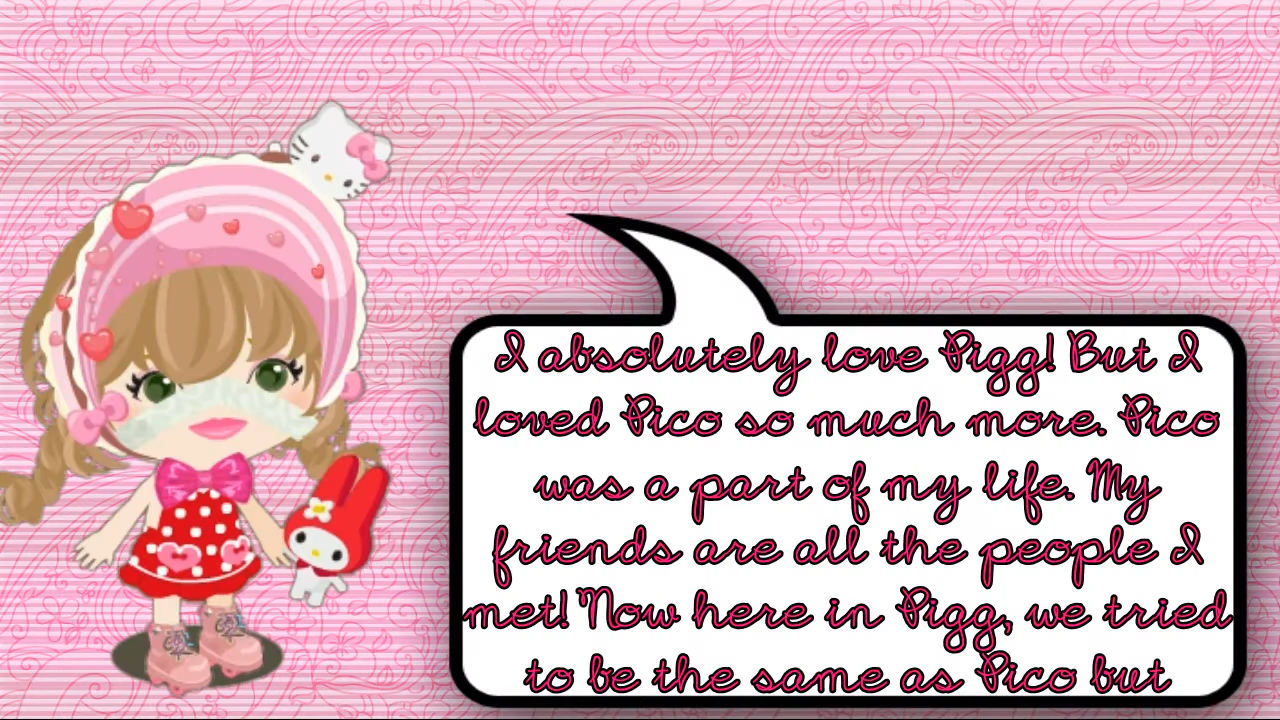 I absolutely love Pigg! But I
loved Pico so much more. Pico
was a part of my life. My
friends are all the people I
met! Now here in Pigg, we tried
to be the same as Pico but